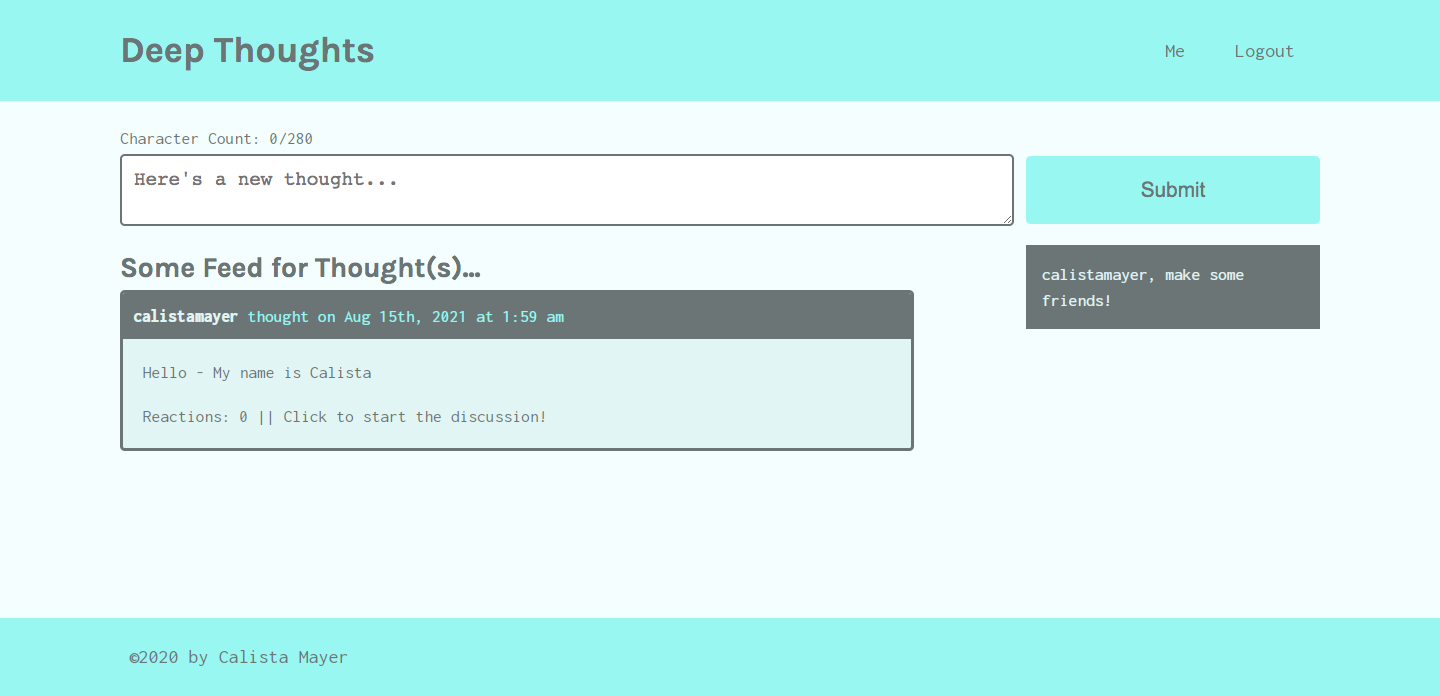 Deep Thoughts
Me
Logout
Character Count: 0/280
Here's a new thought...
Submit
Some Feed for Thought(s)...
calistamayer thought on Aug 15th, 2021 at 1:59 am
Hello - My name is Calista
Reactions: 0 || Click to start the discussion!
calistamayer, make some
friends!
©2020 by Calista Mayer